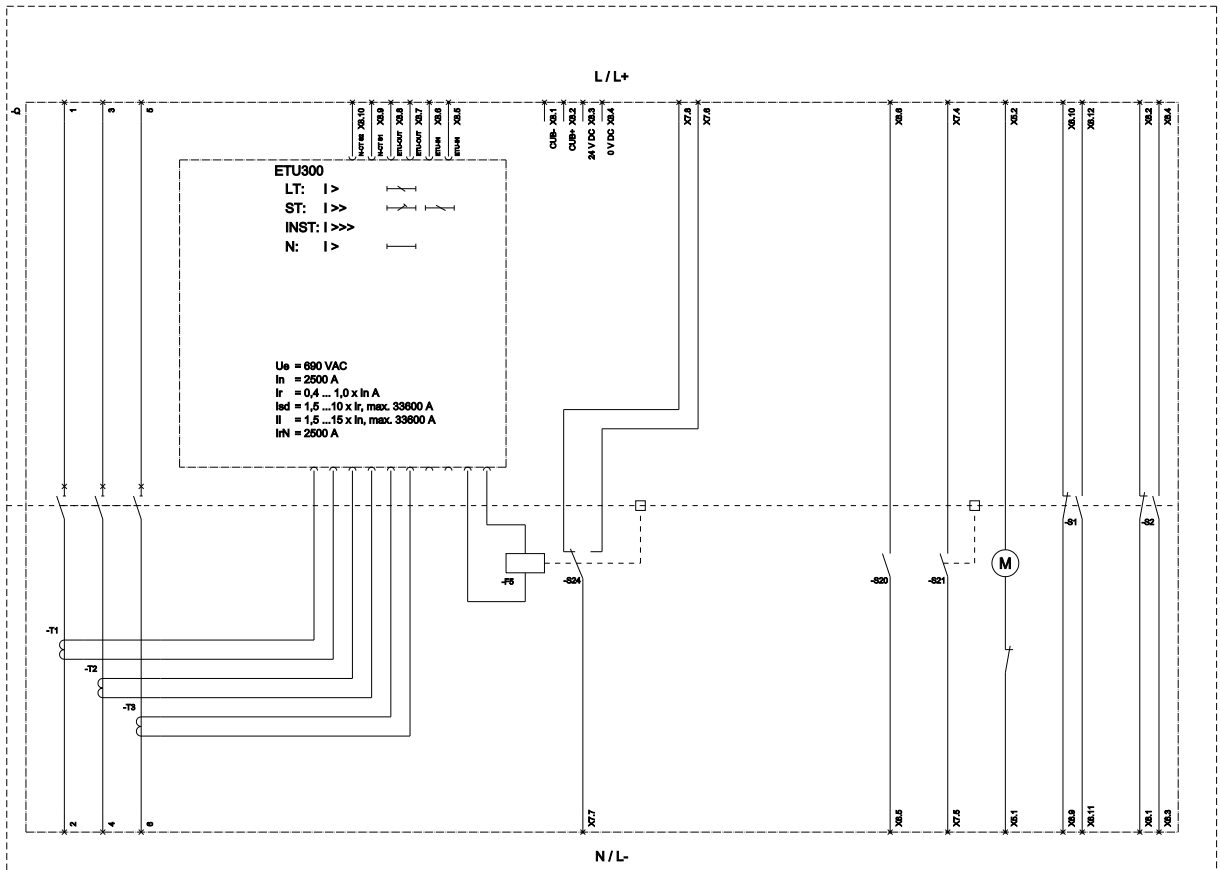 L / L+
-Q
1
3
5
N-CT S2 X8.10
N-CT S1 X8.9
ETU-OUT X8.8
ETU-OUT X8.7
ETU-IN X8.6
ETU-IN X8.5
CUB- X8.1
CUB+ X8.2
24 V DC X8.3
0 V DC X8.4
X7.8
X7.6
X6.6
X7.4
X5.2
X6.10
X6.12
X6.2
X6.4
ETU300
LT: I >
ST: I >>
INST: I >>>
N: I >
Ue = 690 VAC
In = 2500 A
Ir = 0,4 ... 1,0 x In A
Isd = 1,5 ...10 x Ir, max. 33600 A
Ii = 1,5 ...15 x In, max. 33600 A
IrN = 2500 A
-S1
-S2
-F5
-S24
-S20
-S21
M
-T1
-T2
-T3
2
4
6
X7.7
X6.5
X7.5
X5.1
X6.9
X6.11
X6.1
X6.3
N / L-